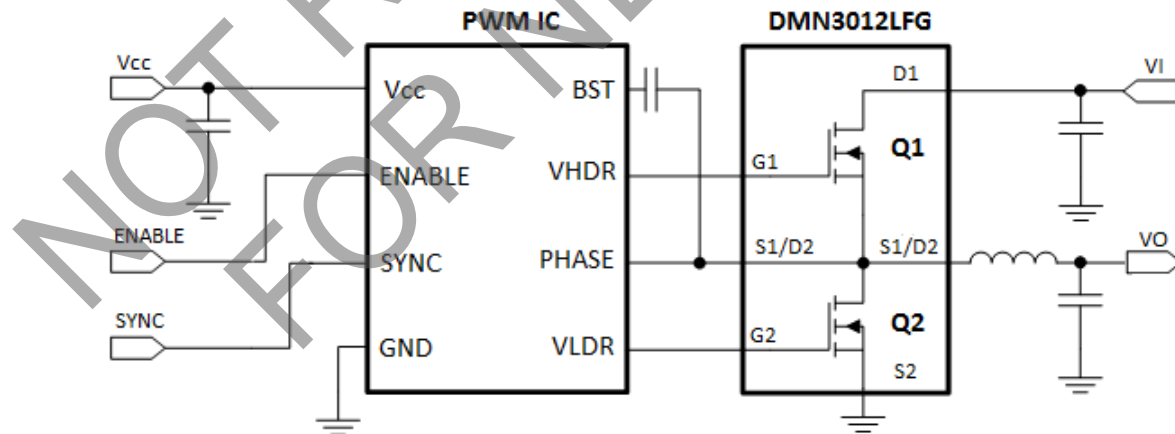 PWM IC
DMN3012LFG
Vcc
Vcc
BST
D1
VI
ENABLE
VHDR
G1
Q1
ENABLE
SYNC
PHASE
S1/D2
S1/D2
VO
SYNC
GND
VLDR
G2
Q2
S2
NOT R
FOR NE